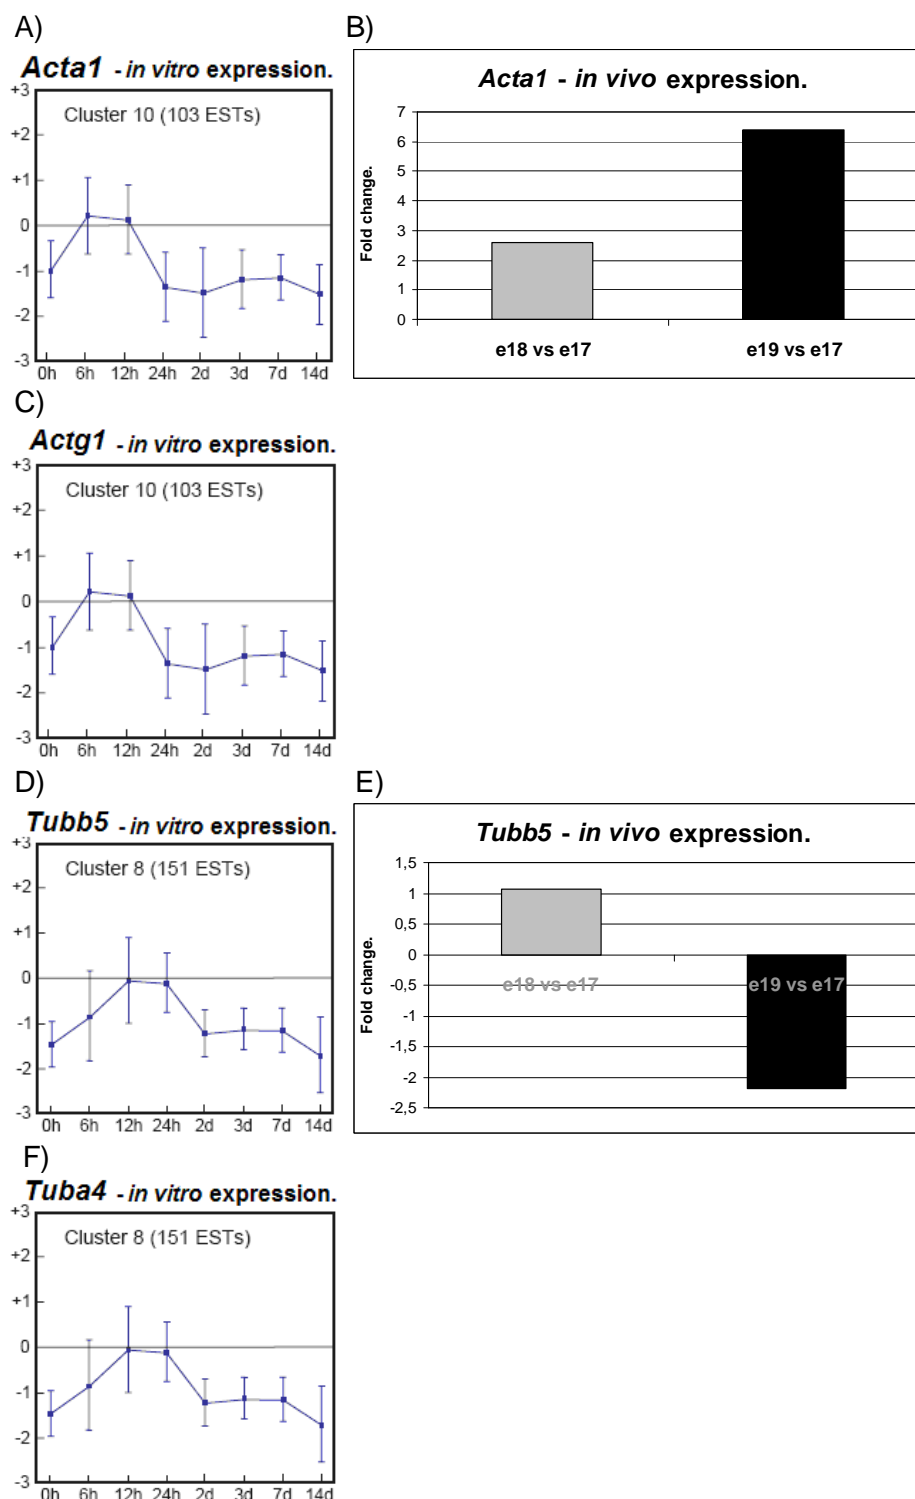 A)
Acta1 - in vitro expression.
+3
Cluster 10 (103 ESTs)
+2
+1
0
-1
-2
-3
0h 6h 12h 24h 2d 3d 7d 14d
B)
Acta1 - in vivo expression.
Fold change.
7
6
5
4
3
2
1
0
e18 vs e17 e19 vs e17
C)
Actg1 - in vitro expression.
+3
Cluster 10 (103 ESTs)
+2
+1
0
-1
-2
-3
0h 6h 12h 24h 2d 3d 7d 14d
D)
Tubb5 - in vitro expression.
+3
Cluster 8 (151 ESTs)
+2
+1
0
-1
-2
-3
0h 6h 12h 24h 2d 3d 7d 14d
E)
Tubb5 - in vivo expression.
Fold change.
1,5
1
0,5
0
-0,5
-1
-1,5
-2
-2,5
e18 vs e17 e19 vs e17
F)
Tuba4 - in vitro expression.
+3
Cluster 8 (151 ESTs)
+2
+1
0
-1
-2
-3
0h 6h 12h 24h 2d 3d 7d 14d